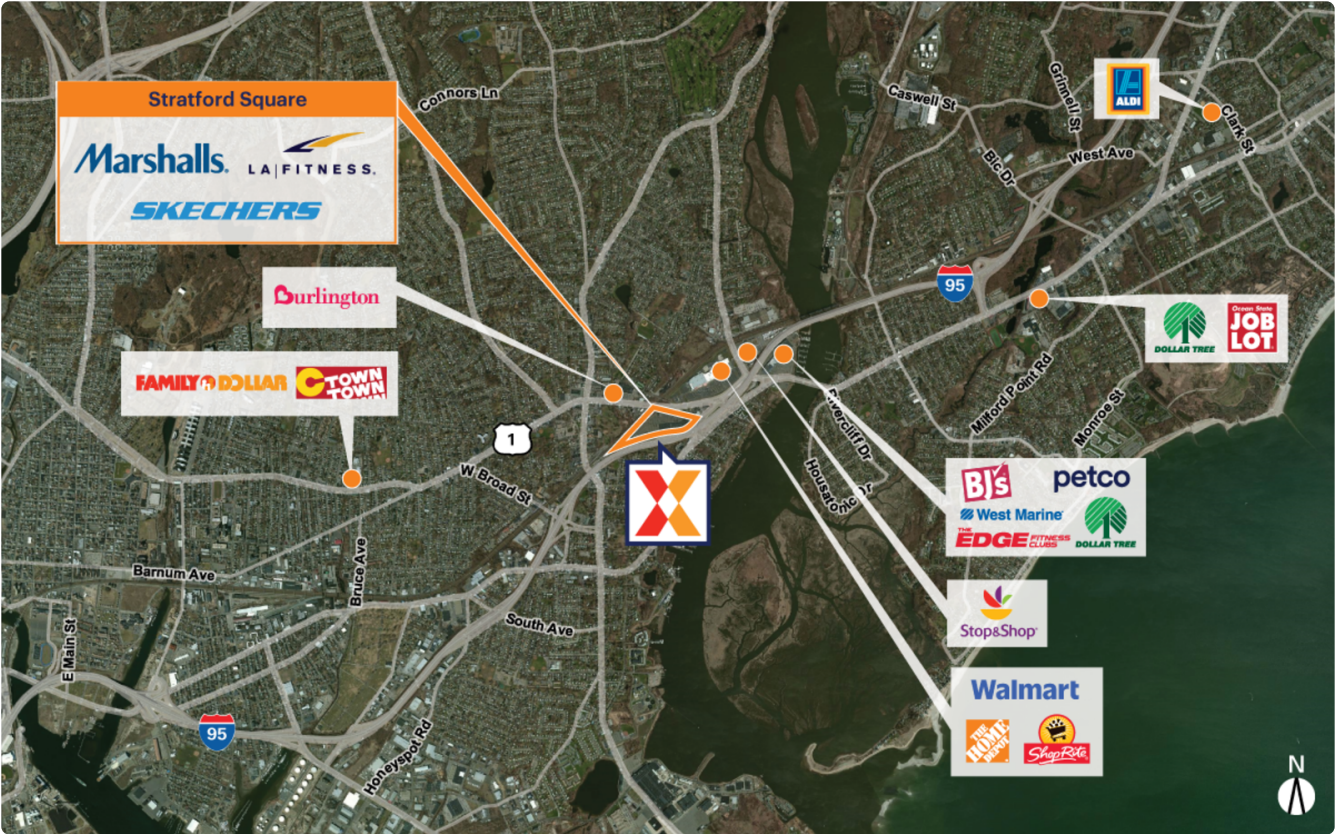 Stratford Square
Marshalls.
LA|FITNESS.
SKECHERS
Burlington
FAMILY DOLLAR
C TOWN
TOWN
Connors Ln
Caswell St
Grinnell St
ALDI
Clark St
West Ave
Bic Dr
95
DOLLAR TREE
Ocean State
JOB
LOT
Milford Point Rd
Monroe St
Rivercliff Dr
Housatonic Dr
1
W Broad St
X
BJ's
petco
West Marine
THE
EDGE FITNESS
CLUBS
DOLLAR TREE
Stop&Shop
Walmart
THE
HOME
DEPOT
ShopRite
Barnum Ave
Bruce Ave
E Main St
South Ave
Honeyspot Rd
95
N